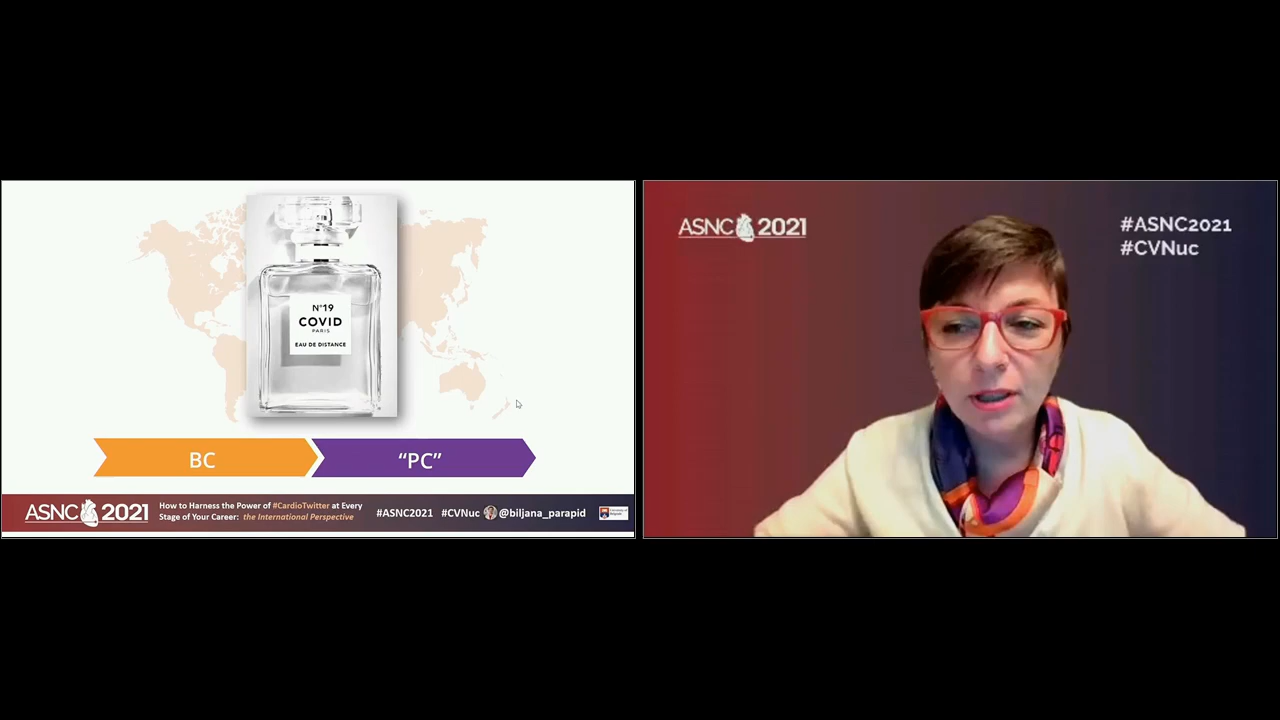 N°19
COVID
PARIS
EAU DE DISTANCE
BC
“PC”
ASNC 2021
How to Harness the Power of #CardioTwitter at Every
Stage of Your Career: the International Perspective
#ASNC2021 #CVNuc @biljana_parapid
ASNC 2021
#ASNC2021
#CVNuc